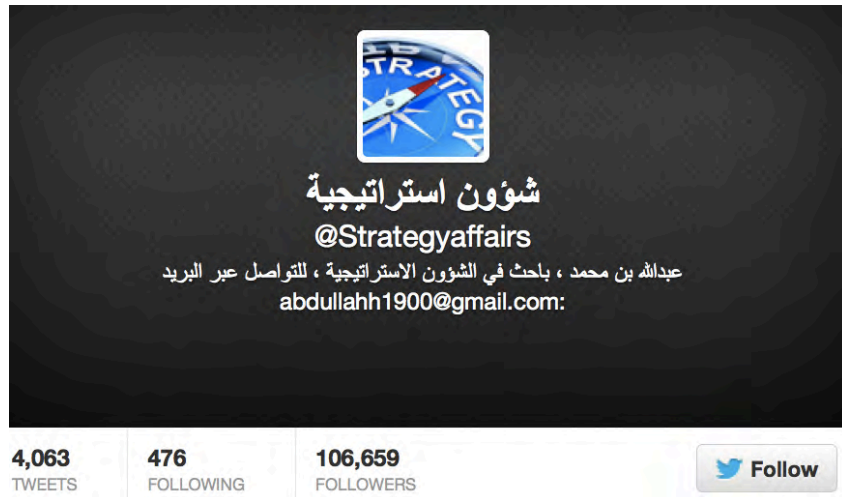 STRATEGY
شؤون استراتيجية
@Strategyaffairs
عبدالله بن محمد ، باحث في الشؤون الاستراتيجية ، للتواصل عبر البريد
abdullahh1900@gmail.com:
4,063
TWEETS
476
FOLLOWING
106,659
FOLLOWERS
Follow